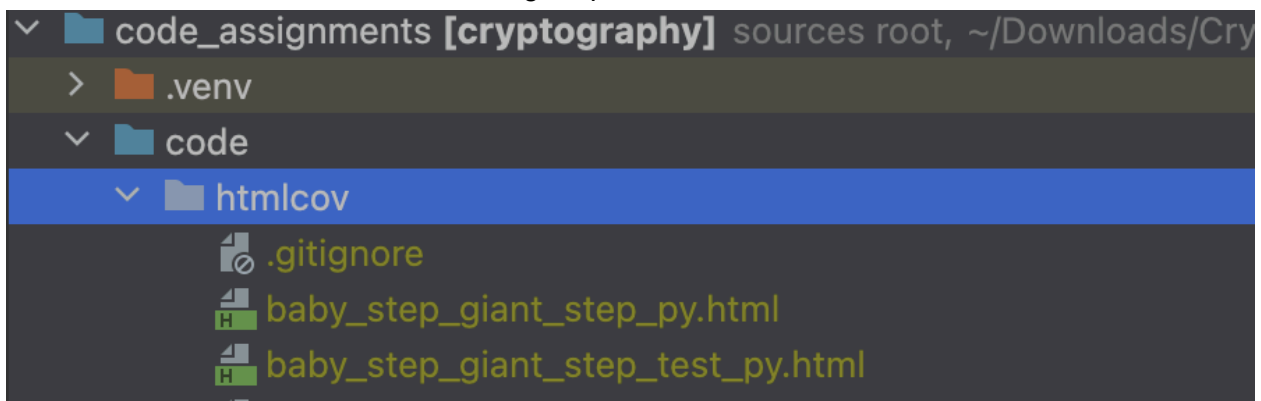 code_assignments [cryptography] sources root, ~/Downloads/Cry
.venv
code
htmlcov
.gitignore
baby_step_giant_step_py.html
baby_step_giant_step_test_py.html